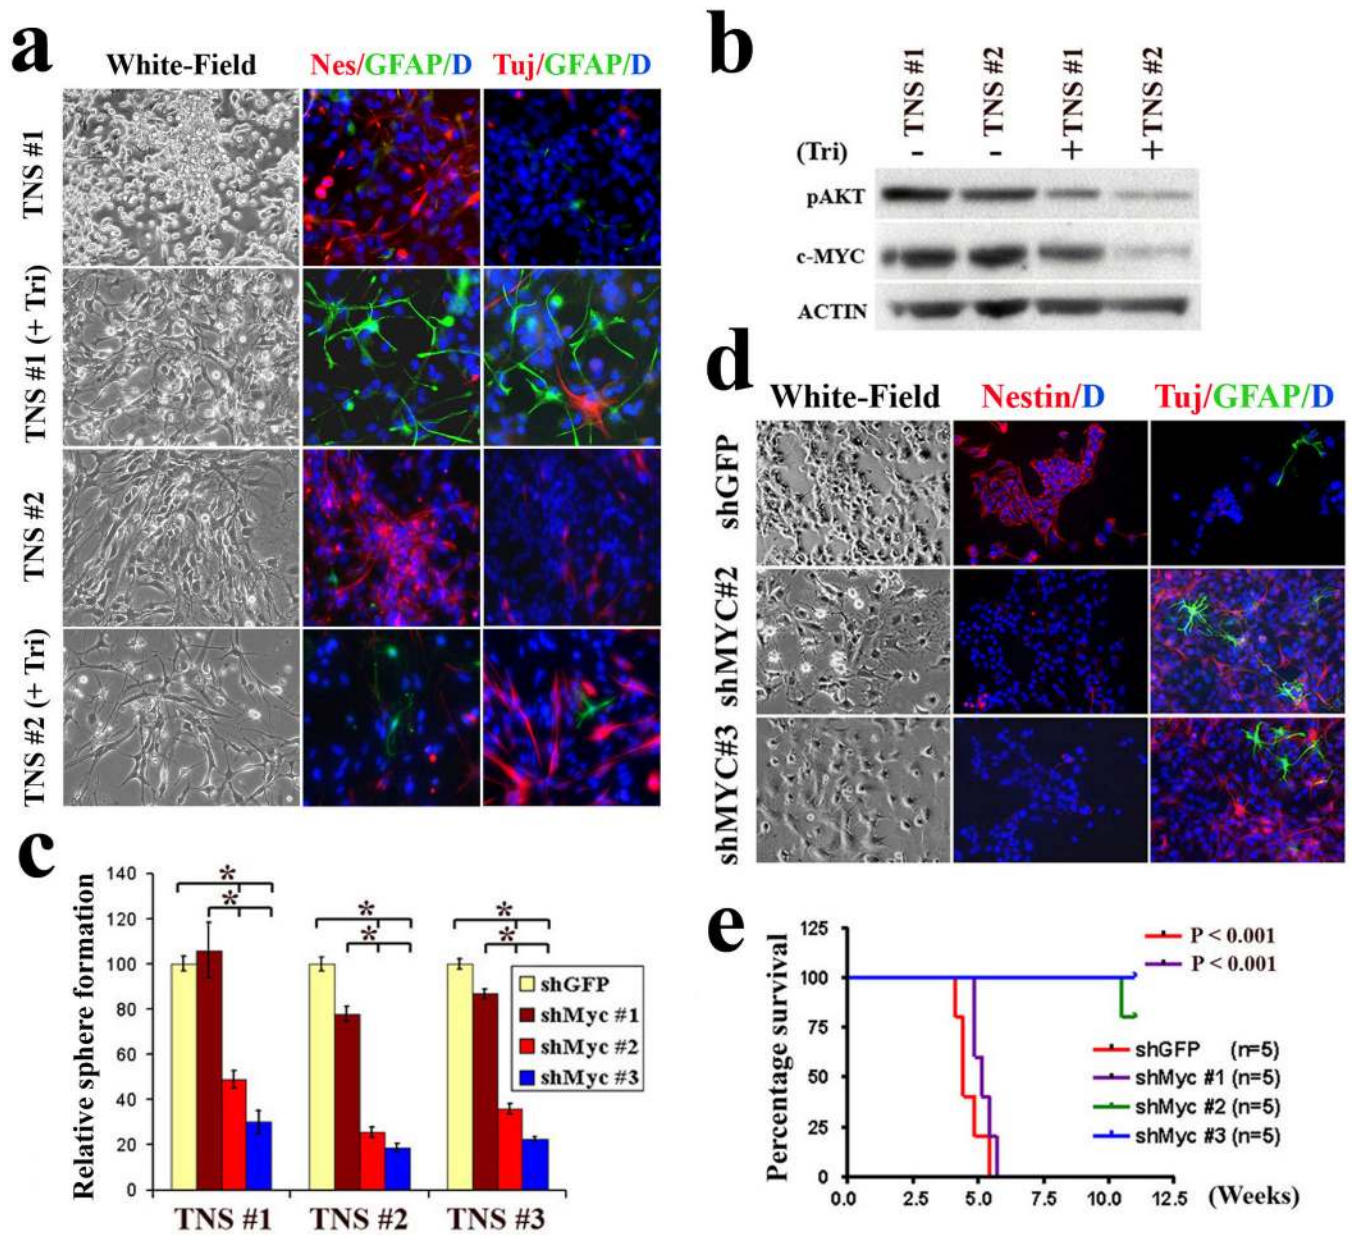 a
White-Field Nes/GFAP/D Tuj/GFAP/D
TNS #1
TNS #1 (+ Tri)
TNS #2
TNS #2 (+ Tri)
b
TNS #1 TNS #2 TNS #1 TNS #2
(Tri) - - + +
pAKT
c-MYC
ACTIN
c
Relative sphere formation
140
120
100
80
60
40
20
0
* * *
* * *
shGFP
shMyc #1
shMyc #2
shMyc #3
TNS #1 TNS #2 TNS #3
d
White-Field Nestin/D Tuj/GFAP/D
shGFP
shMYC#2
shMYC#3
e
Percentage survival
125
100
75
50
25
0
P < 0.001
P < 0.001
shGFP (n=5)
shMyc #1 (n=5)
shMyc #2 (n=5)
shMyc #3 (n=5)
0.0 2.5 5.0 7.5 10.0 12.5 (Weeks)